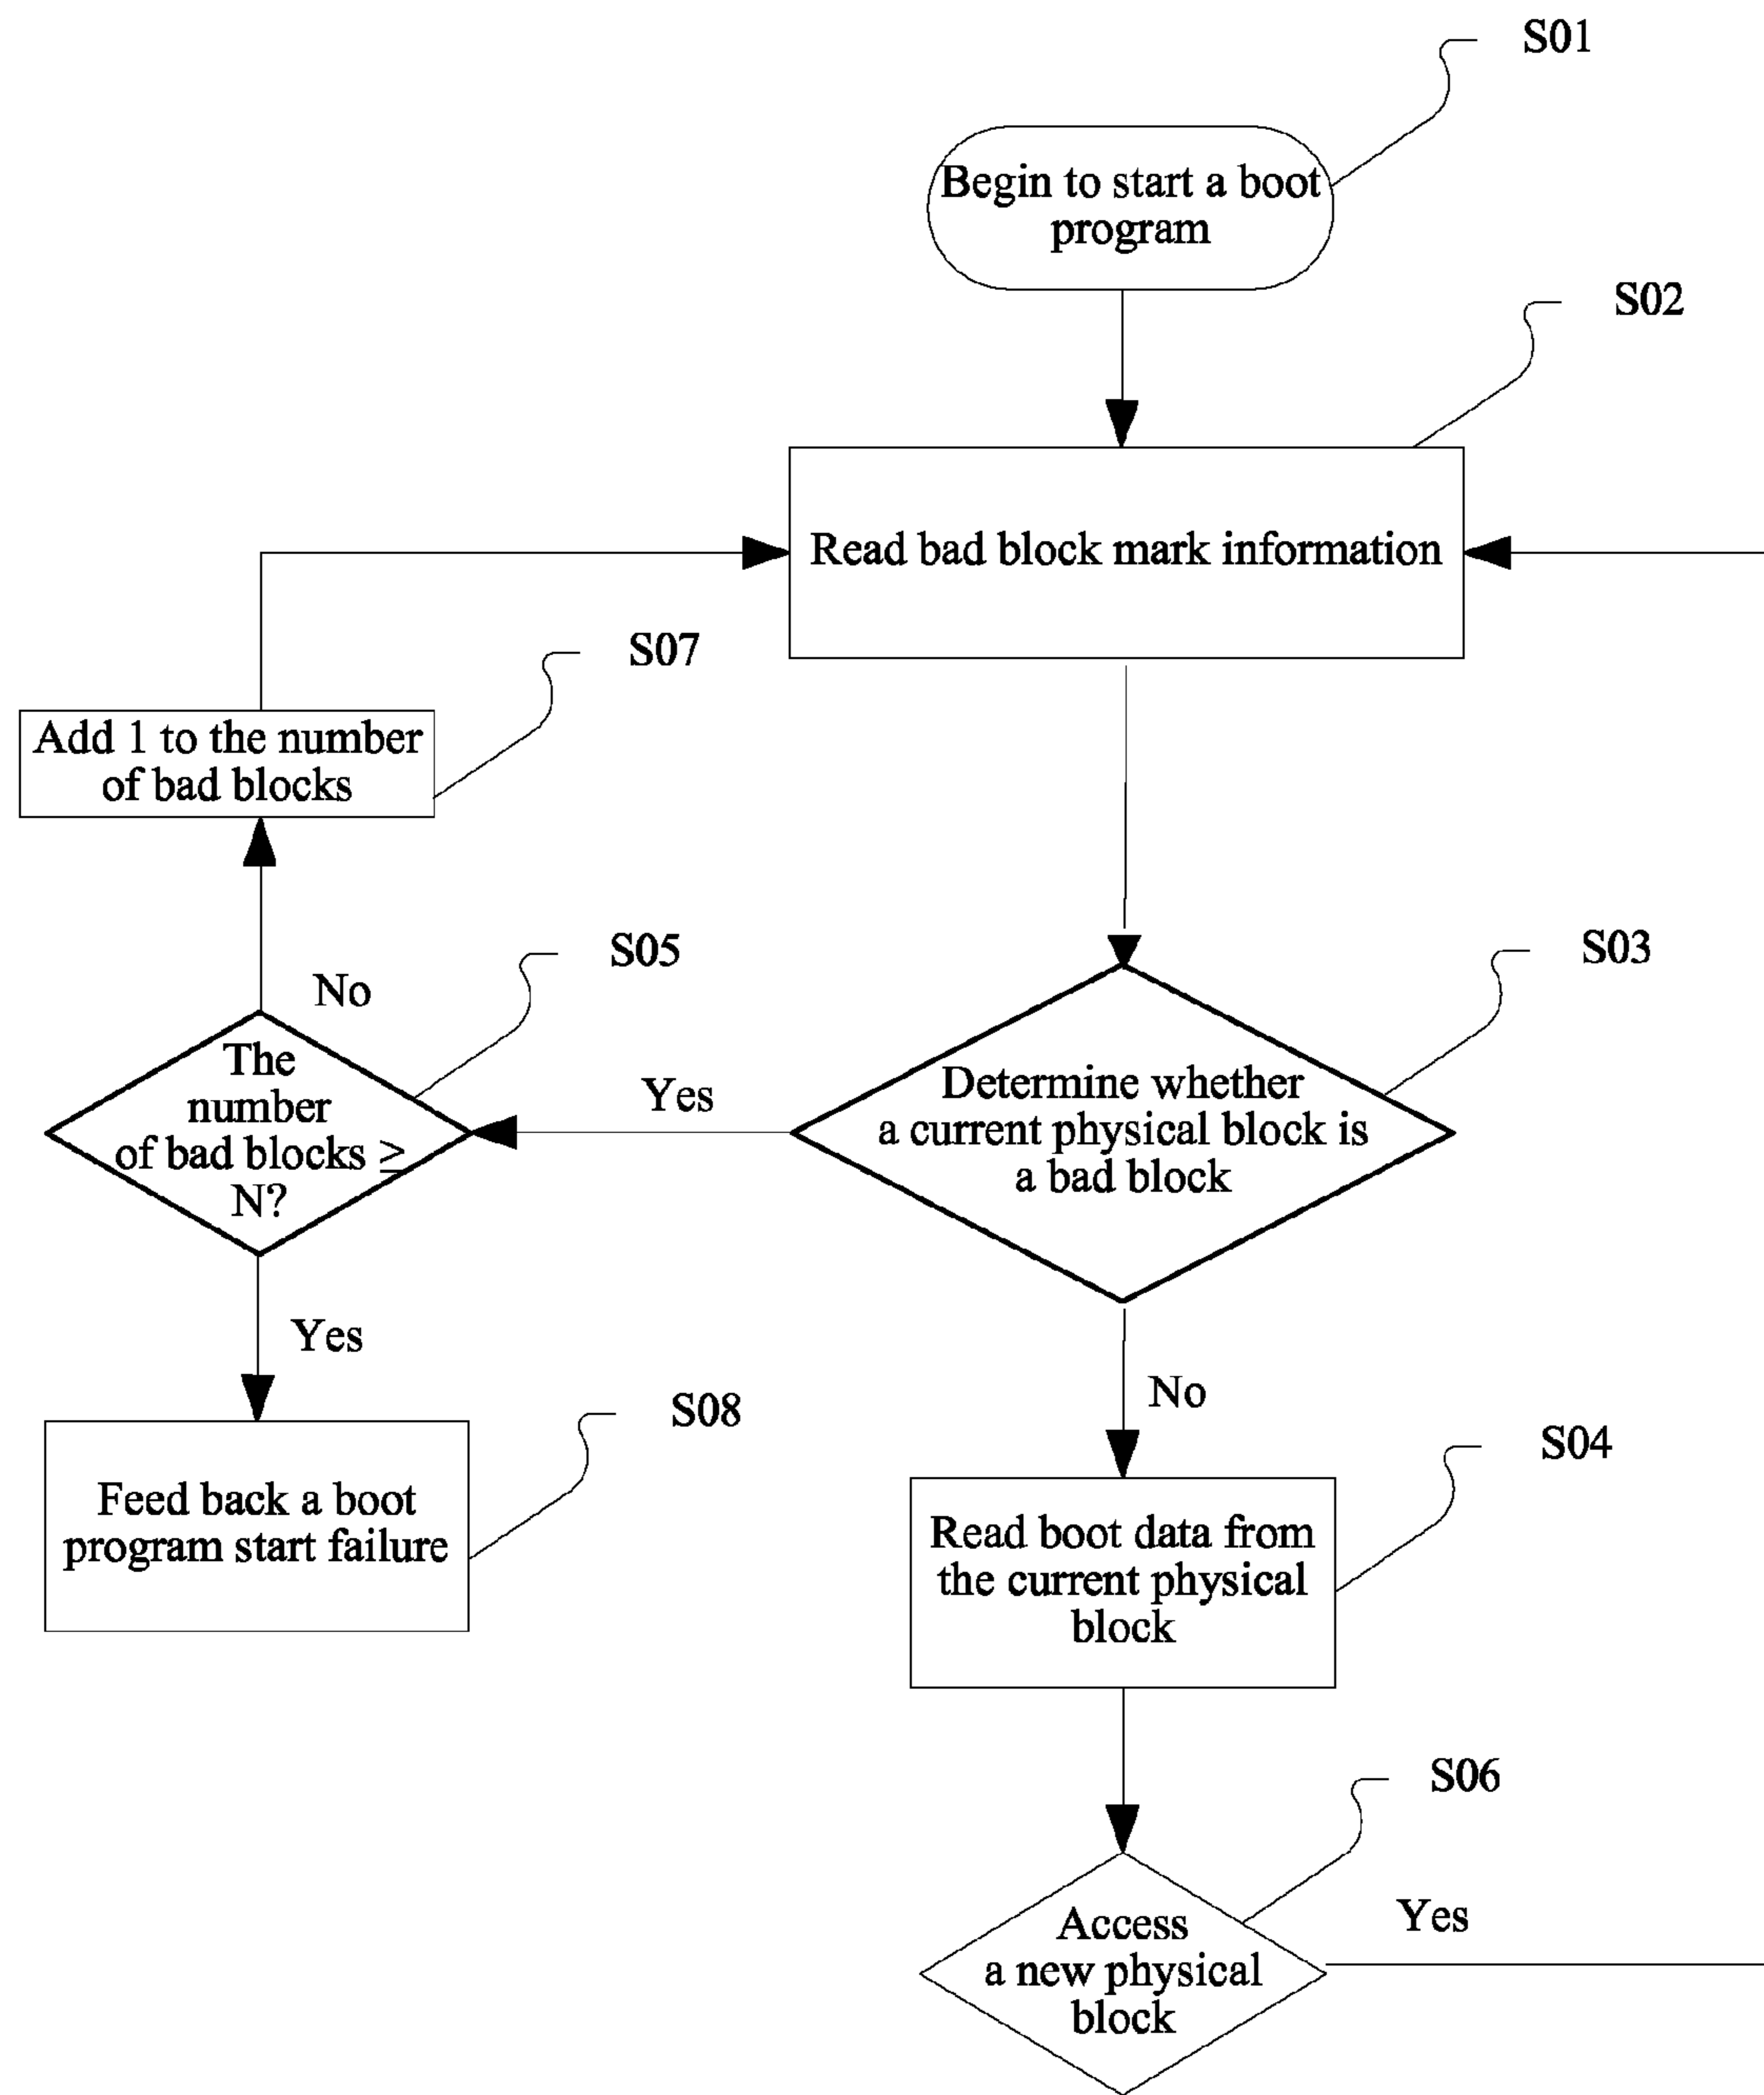 S01
Begin to start a boot
program
S02
Read bad block mark information
S07
Add 1 to the number
of bad blocks
S05
S03
No
The
number
of bad blocks ≥
N?
Yes
Determine whether
a current physical block is
a bad block
Yes
No
S08
S04
Feed back a boot
program start failure
Read boot data from
the current physical
block
S06
Access
a new physical
block
Yes